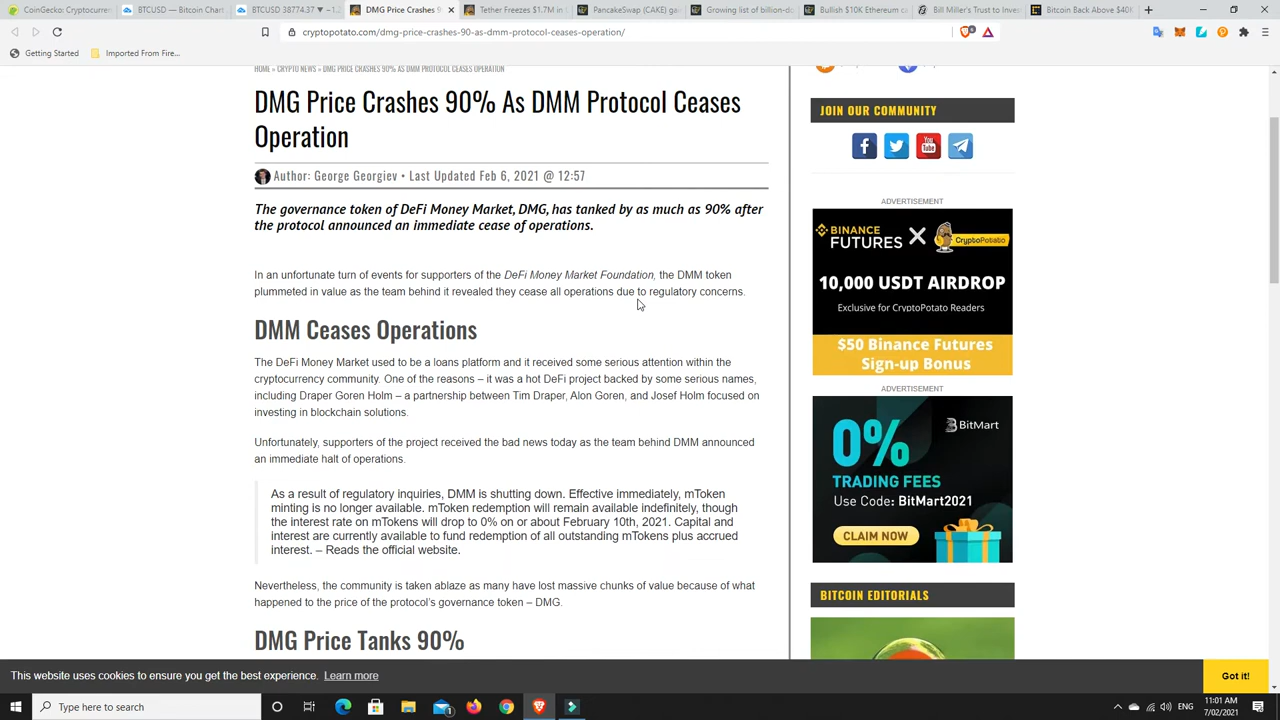 CoinGecko: Cryptocurren
BTCUSD — Bitcoin Chart
BTCUSD 38774.37 ▼ −1...
DMG Price Crashes 9
Tether Freezes $1.7M in
PancakeSwap (CAKE) ga
Growing list of billion-do
Bullish $10K Ethereum c
Bill Miller's Trust to Inves
Bitcoin Back Above $40K
cryptopotato.com/dmg-price-crashes-90-as-dmm-protocol-ceases-operation/
Getting Started
Imported From Fire...
HOME » CRYPTO NEWS » DMG PRICE CRASHES 90% AS DMM PROTOCOL CEASES OPERATION
DMG Price Crashes 90% As DMM Protocol Ceases
Operation
Author: George Georgiev • Last Updated Feb 6, 2021 @ 12:57
The governance token of DeFi Money Market, DMG, has tanked by as much as 90% after
the protocol announced an immediate cease of operations.
In an unfortunate turn of events for supporters of the DeFi Money Market Foundation, the DMM token
plummeted in value as the team behind it revealed they cease all operations due to regulatory concerns.
DMM Ceases Operations
The DeFi Money Market used to be a loans platform and it received some serious attention within the
cryptocurrency community. One of the reasons – it was a hot DeFi project backed by some serious names,
including Draper Goren Holm – a partnership between Tim Draper, Alon Goren, and Josef Holm focused on
investing in blockchain solutions.
Unfortunately, supporters of the project received the bad news today as the team behind DMM announced
an immediate halt of operations.
As a result of regulatory inquiries, DMM is shutting down. Effective immediately, mToken
minting is no longer available. mToken redemption will remain available indefinitely, though
the interest rate on mTokens will drop to 0% on or about February 10th, 2021. Capital and
interest are currently available to fund redemption of all outstanding mTokens plus accrued
interest. – Reads the official website.
Nevertheless, the community is taken ablaze as many have lost massive chunks of value because of what
happened to the price of the protocol's governance token – DMG.
DMG Price Tanks 90%
JOIN OUR COMMUNITY
ADVERTISEMENT
BINANCE
FUTURES X CryptoPotato
10,000 USDT AIRDROP
Exclusive for CryptoPotato Readers
$50 Binance Futures
Sign-up Bonus
ADVERTISEMENT
BitMart
0%
TRADING FEES
Use Code: BitMart2021
CLAIM NOW
BITCOIN EDITORIALS
This website uses cookies to ensure you get the best experience. Learn more
Got it!
Type here to search
ENG
11:01 AM
7/02/2021